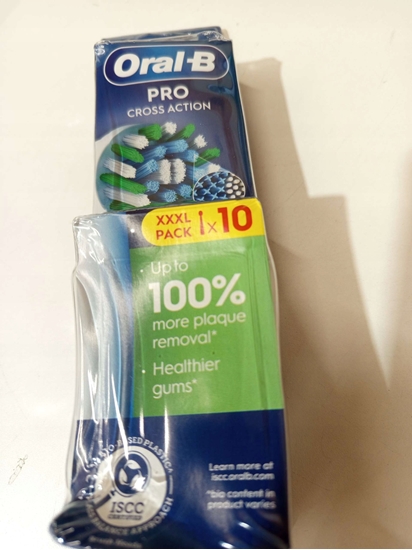 Oral-B
PRO
CROSS ACTION
XXXL
PACK
x10
Up to
100%
more plaque
removal*
Healthier
gums*
ISCC
CERTIFIED
Learn more at
iscc.oralb.com
*bio content in
product varies